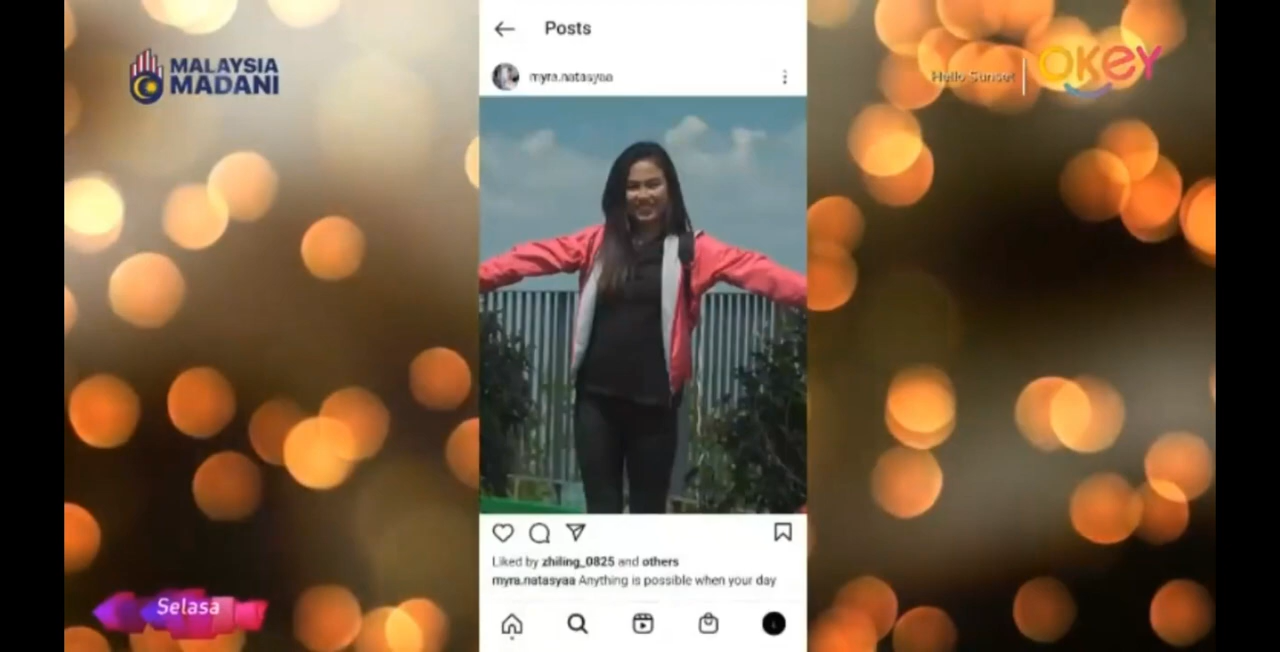 MALAYSIA
MADANI
Hello Sunset
OKEY
Posts
myra.natasyaa
Liked by zhiling_0825 and others
myra.natasyaa Anything is possible when your day
Selasa